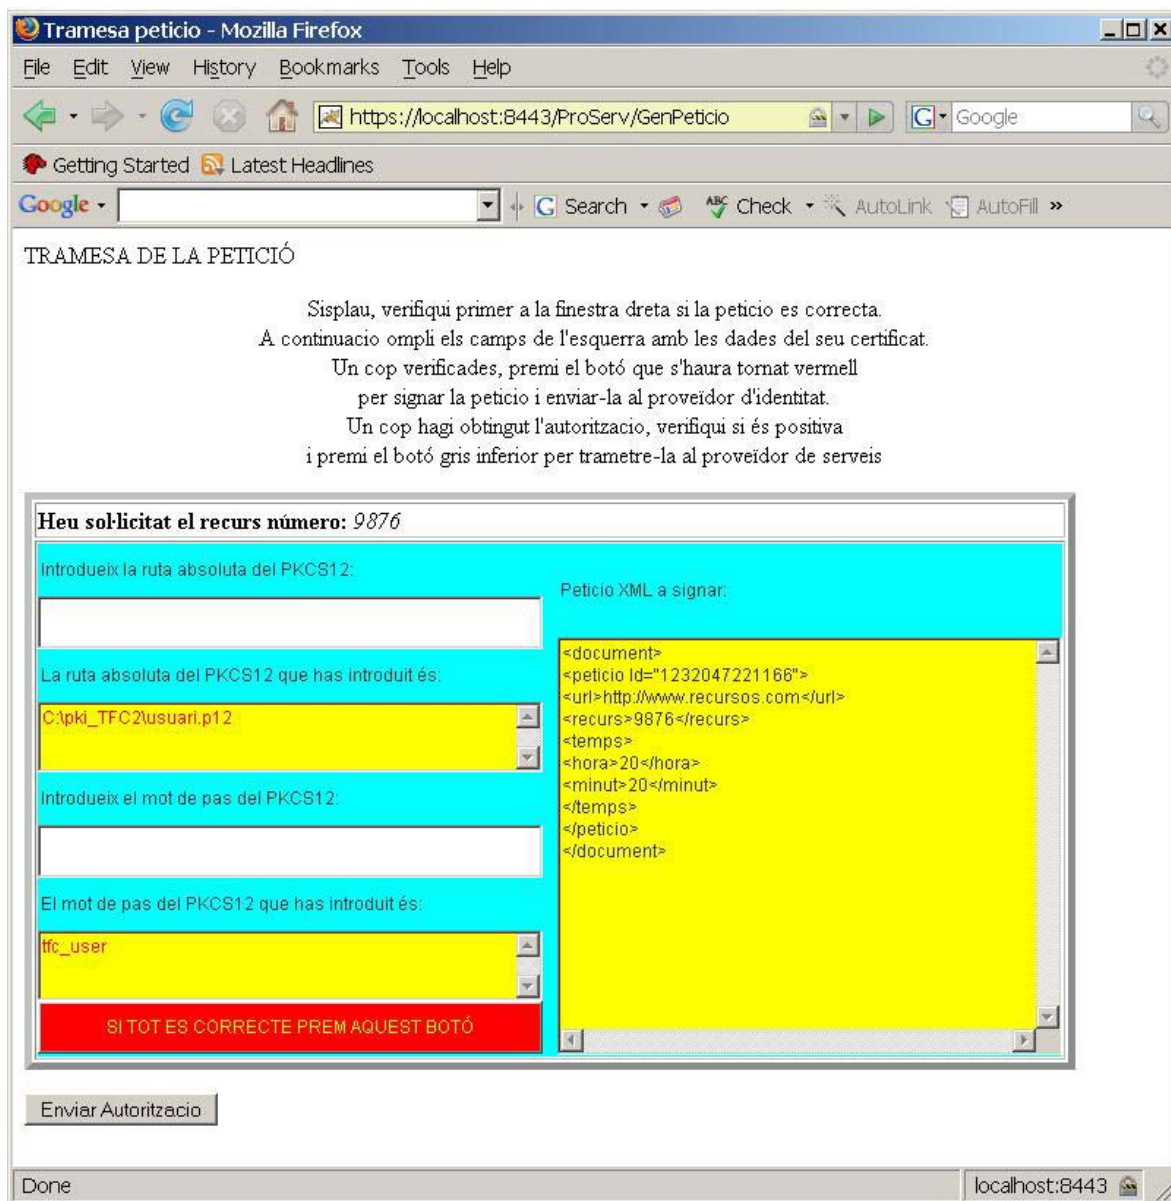 Tramesa peticio - Mozilla Firefox
File Edit View History Bookmarks Tools Help
https://localhost:8443/ProServ/GenPeticio
G Google
Getting Started Latest Headlines
Google G Search ABC Check AutoLink AutoFill »
TRAMESA DE LA PETICIÓ
Sisplau, verifiqui primer a la finestra dreta si la peticio es correcta.
A continuacio ompli els camps de l'esquerra amb les dades del seu certificat.
Un cop verificades, premi el botó que s'haura tornat vermell
per signar la peticio i enviar-la al proveïdor d'identitat.
Un cop hagi obtingut l'autoritzacio, verifiqui si és positiva
i premi el botó gris inferior per trametre-la al proveïdor de serveis
Heu sol·licitat el recurs número: 9876
Introdueix la ruta absoluta del PKCS12:
La ruta absoluta del PKCS12 que has introduit és:
C:\pki_TFC2\usuari.p12
Introdueix el mot de pas del PKCS12:
El mot de pas del PKCS12 que has introduit és:
tfc_user
SI TOT ES CORRECTE PREM AQUEST BOTÓ
Peticio XML a signar:
<document>
<peticio Id="1232047221166">
<url>http://www.recursos.com</url>
<recurs>9876</recurs>
<temps>
<hora>20</hora>
<minut>20</minut>
</temps>
</peticio>
</document>
Enviar Autoritzacio
Done localhost:8443